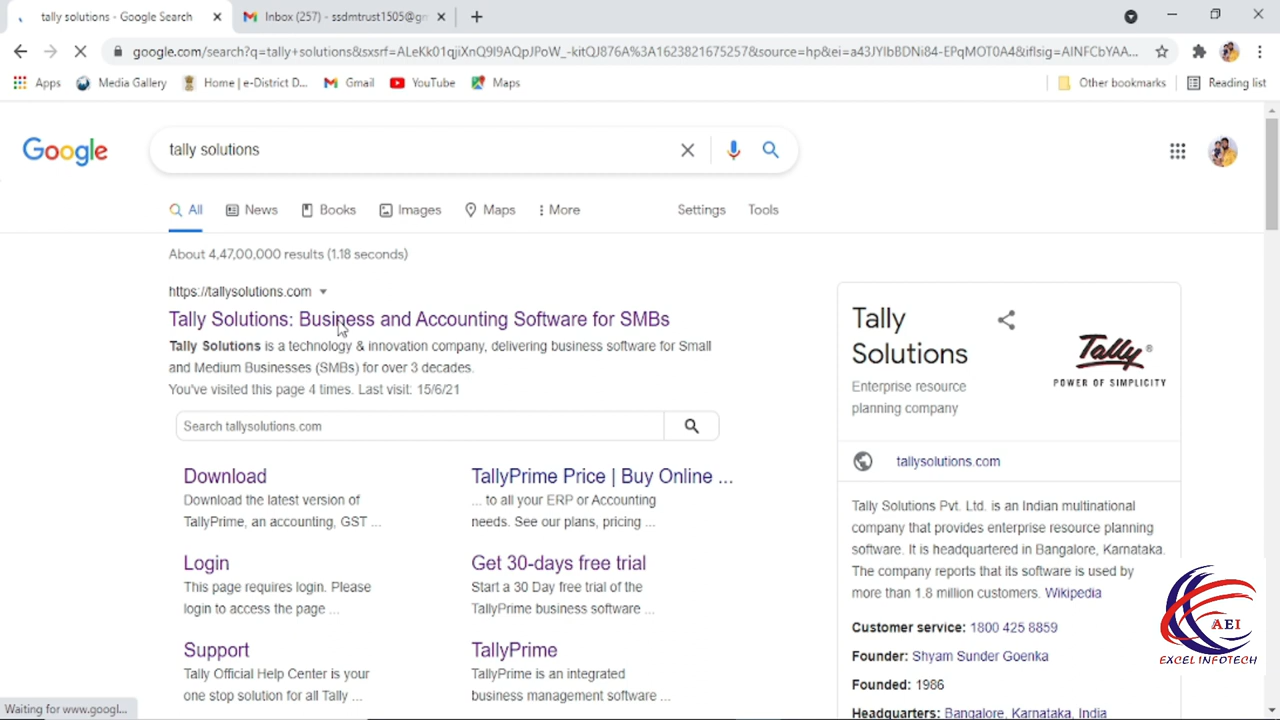 tally solutions - Google Search
Inbox (257) - ssdmtrust1505@gm
google.com/search?q=tally+solutions&sxsrf=ALeKk01qjiXnQ9l9AQpJPoW_-kitQJ876A%3A1623821675257&source=hp&ei=a43JYIbBDNi84-EPqMOT0A4&iflsig=AINFCbYAA...
Apps
Media Gallery
Home | e-District D...
Gmail
YouTube
Maps
Other bookmarks
Reading list
Google
tally solutions
All
News
Books
Images
Maps
More
Settings
Tools
About 4,47,00,000 results (1.18 seconds)
https://tallysolutions.com
Tally Solutions: Business and Accounting Software for SMBs
Tally Solutions is a technology & innovation company, delivering business software for Small
and Medium Businesses (SMBs) for over 3 decades.
You've visited this page 4 times. Last visit: 15/6/21
Search tallysolutions.com
Download
Download the latest version of
TallyPrime, an accounting, GST ...
TallyPrime Price | Buy Online ...
... to all your ERP or Accounting
needs. See our plans, pricing ...
Login
This page requires login. Please
login to access the page ...
Get 30-days free trial
Start a 30 Day free trial of the
TallyPrime business software ...
Support
Tally Official Help Center is your
one stop solution for all Tally ...
TallyPrime
TallyPrime is an integrated
business management software ...
Tally
Solutions
Enterprise resource
planning company
Tally®
POWER OF SIMPLICITY
tallysolutions.com
Tally Solutions Pvt. Ltd. is an Indian multinational
company that provides enterprise resource planning
software. It is headquartered in Bangalore, Karnataka.
The company reports that its software is used by
more than 1.8 million customers. Wikipedia
Customer service: 1800 425 8859
Founder: Shyam Sunder Goenka
Founded: 1986
Headquarters: Bangalore, Karnataka, India
AEI
EXCEL INFOTECH
Waiting for www.googl...